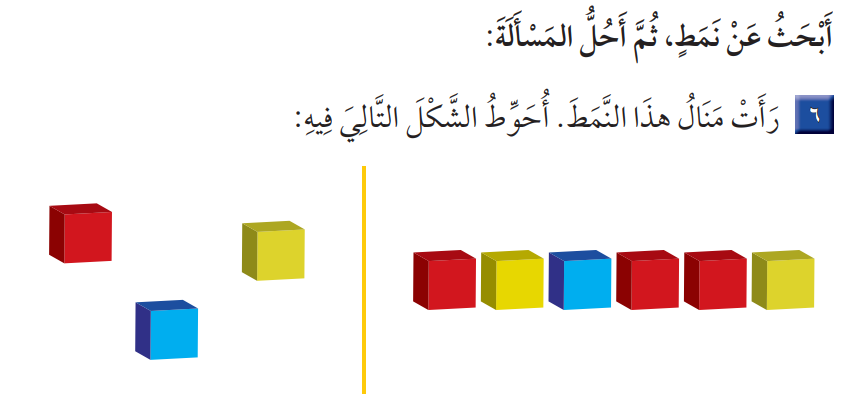 أَبْحَثُ عَنْ نَمَطٍ، ثُمَّ أَحُلُّ المَسْأَلَةَ:
٦ رَأَتْ مَنَالُ هذَا النَّمَطَ. أُحَوِّطُ الشَّكْلَ التَّالِيَ فِيهِ: